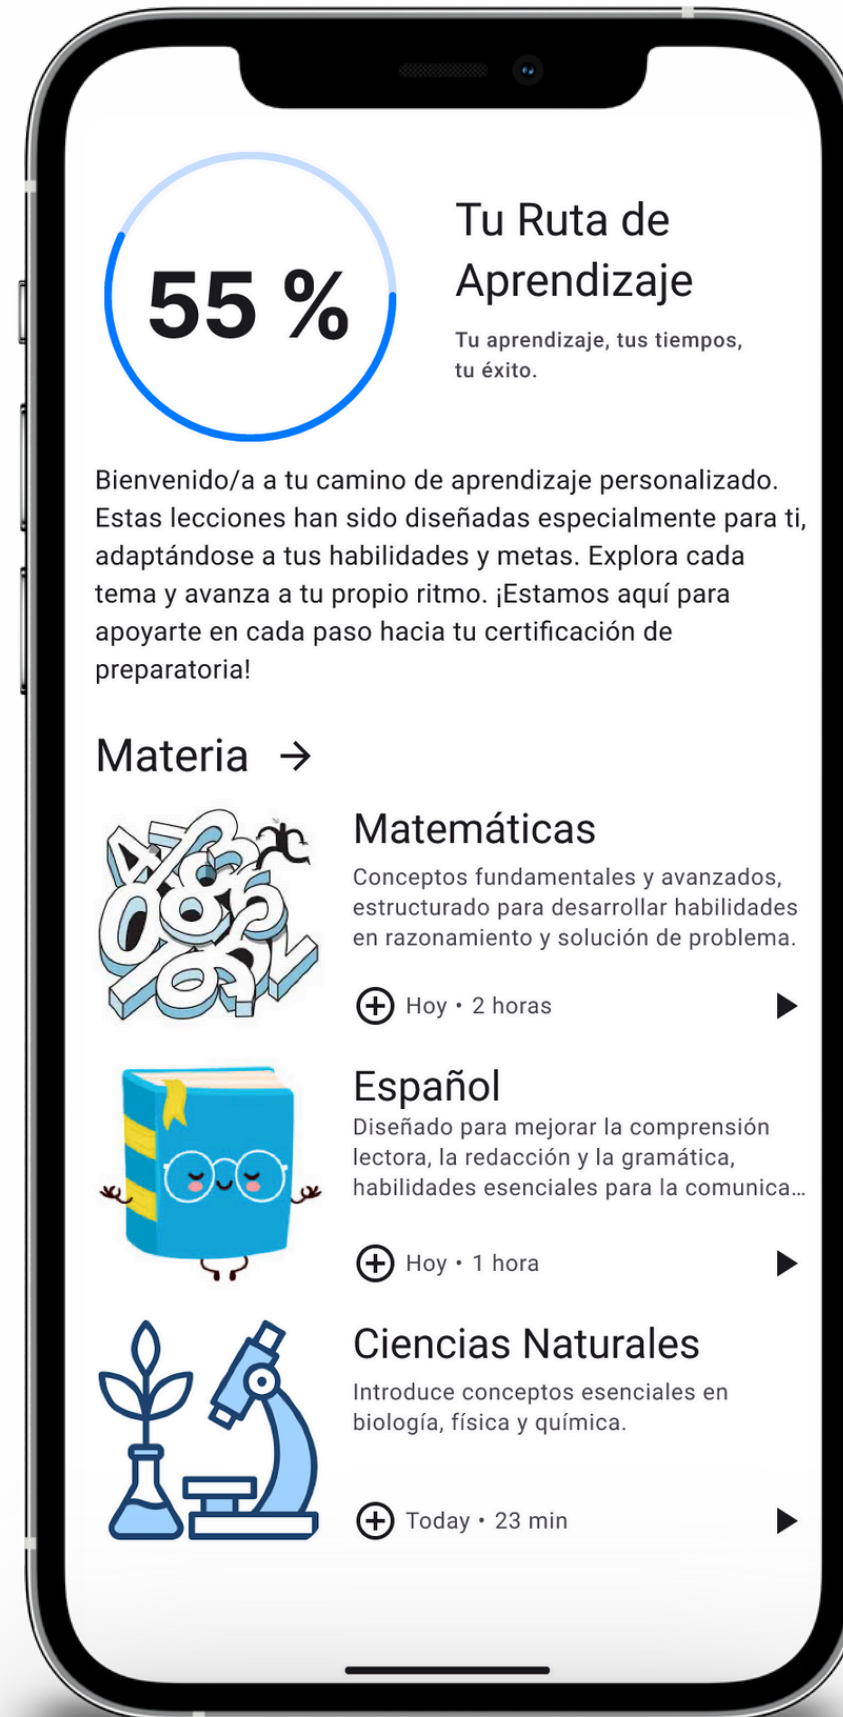 55 %
Tu Ruta de
Aprendizaje
Tu aprendizaje, tus tiempos,
tu éxito.
Bienvenido/a a tu camino de aprendizaje personalizado.
Estas lecciones han sido diseñadas especialmente para ti,
adaptándose a tus habilidades y metas. Explora cada
tema y avanza a tu propio ritmo. ¡Estamos aquí para
apoyarte en cada paso hacia tu certificación de
preparatoria!
Materia →
Matemáticas
Conceptos fundamentales y avanzados,
estructurado para desarrollar habilidades
en razonamiento y solución de problema.
Hoy • 2 horas
Español
Diseñado para mejorar la comprensión
lectora, la redacción y la gramática,
habilidades esenciales para la comunica...
Hoy • 1 hora
Ciencias Naturales
Introduce conceptos esenciales en
biología, física y química.
Today • 23 min